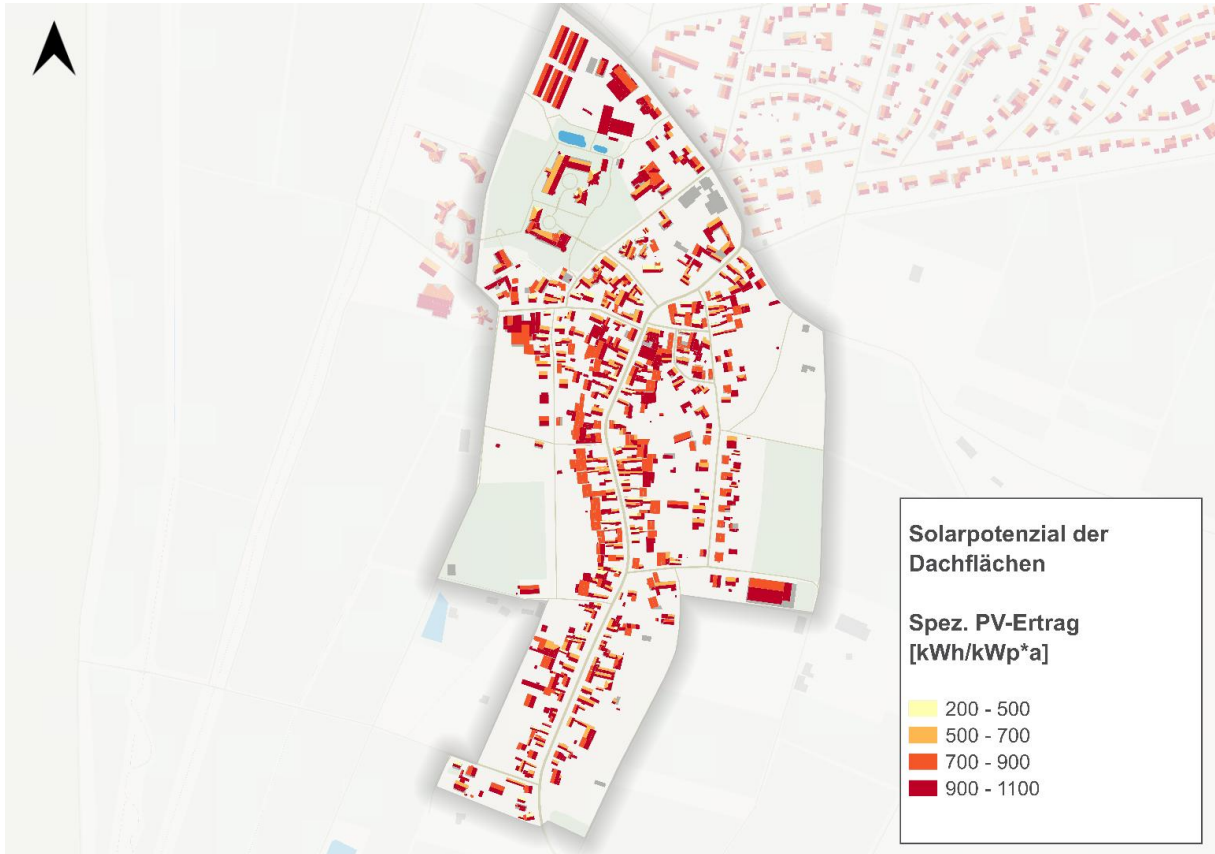 Solarpotenzial der
Dachflächen
Spez. PV-Ertrag
[kWh/kWp*a]
200 - 500
500 - 700
700 - 900
900 - 1100